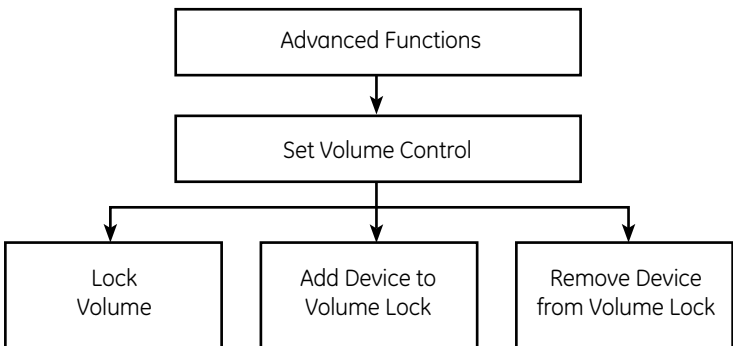 Advanced Functions
Set Volume Control
Lock
Volume
Add Device to
Volume Lock
Remove Device
from Volume Lock